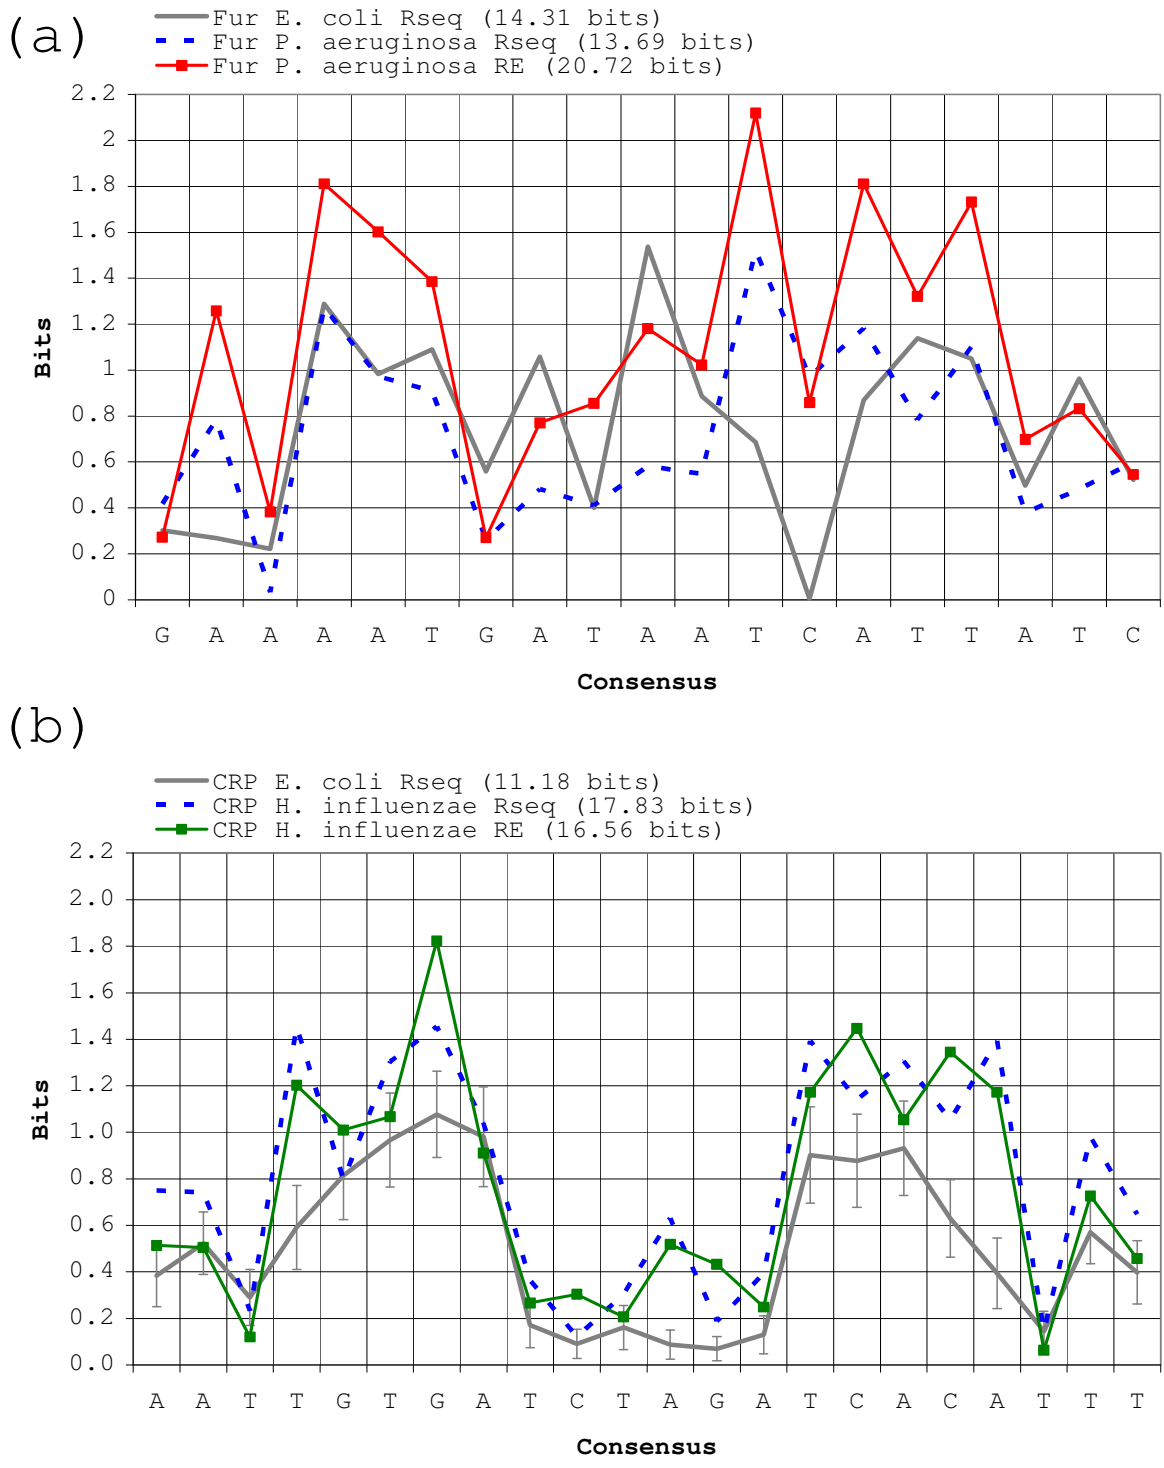 (a)
Fur E. coli Rseq (14.31 bits)
Fur P. aeruginosa Rseq (13.69 bits)
Fur P. aeruginosa RE (20.72 bits)
2.2
2
1.8
1.6
1.4
1.2
1
0.8
0.6
0.4
0.2
0
Bits
G A A A A T G A T A A T C A T T A T C
Consensus
(b)
CRP E. coli Rseq (11.18 bits)
CRP H. influenzae Rseq (17.83 bits)
CRP H. influenzae RE (16.56 bits)
2.2
2.0
1.8
1.6
1.4
1.2
1.0
0.8
0.6
0.4
0.2
0.0
Bits
A A T T G T G A T C T A G A T C A C A T T T
Consensus